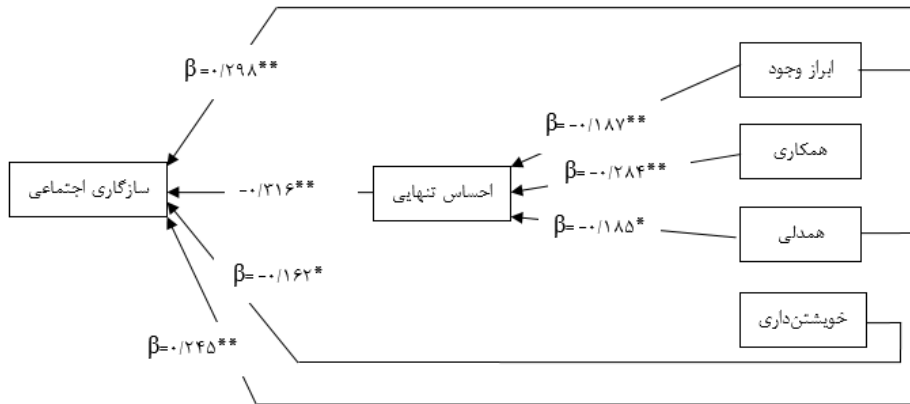 ابراز وجود
β=۰/۲۹۸**
β= -۰/۱۸۷**
همکاری
β= -۰/۲۸۴**
سازگاری اجتماعی
-۰/۳۱۶**
احساس تنهایی
β= -۰/۱۸۵*
همدلی
β= -۰/۱۶۲*
خویشتن‌داری
β=۰/۲۴۵**